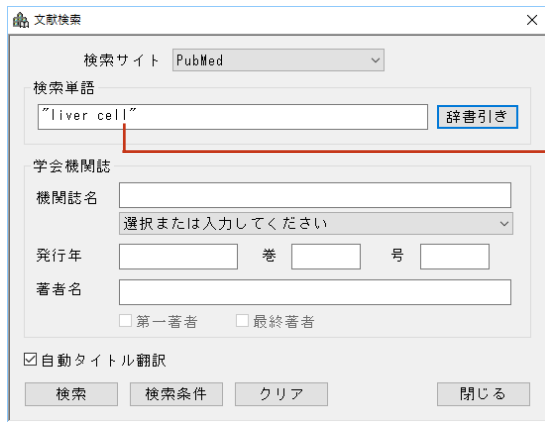 文献検索
検索サイト PubMed
検索単語
"liver cell" 辞書引き
学会機関誌
機関誌名
選択または入力してください
発行年 巻 号
著者名
第一著者 最終著者
自動タイトル翻訳
検索 検索条件 クリア 閉じる